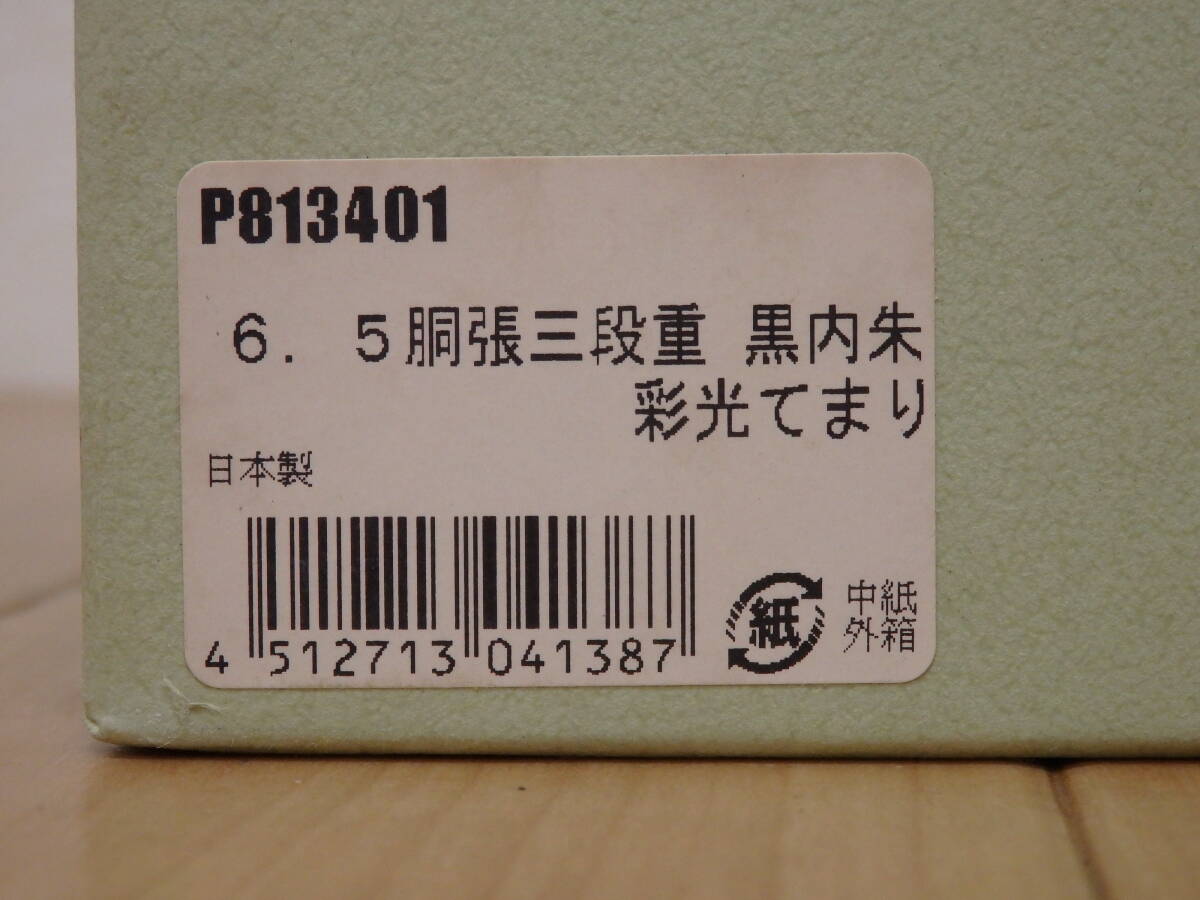 P813401
6．5胴張三段重 黒内朱
彩光てまり
日本製
4 512713 041387
紙
中紙
外箱